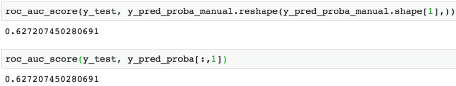 roc_auc_score(y_test, y_pred_proba_manual.reshape(y_pred_proba_manual.shape[1],))
0.627207450280691
roc_auc_score(y_test, y_pred_proba[:,1])
0.627207450280691